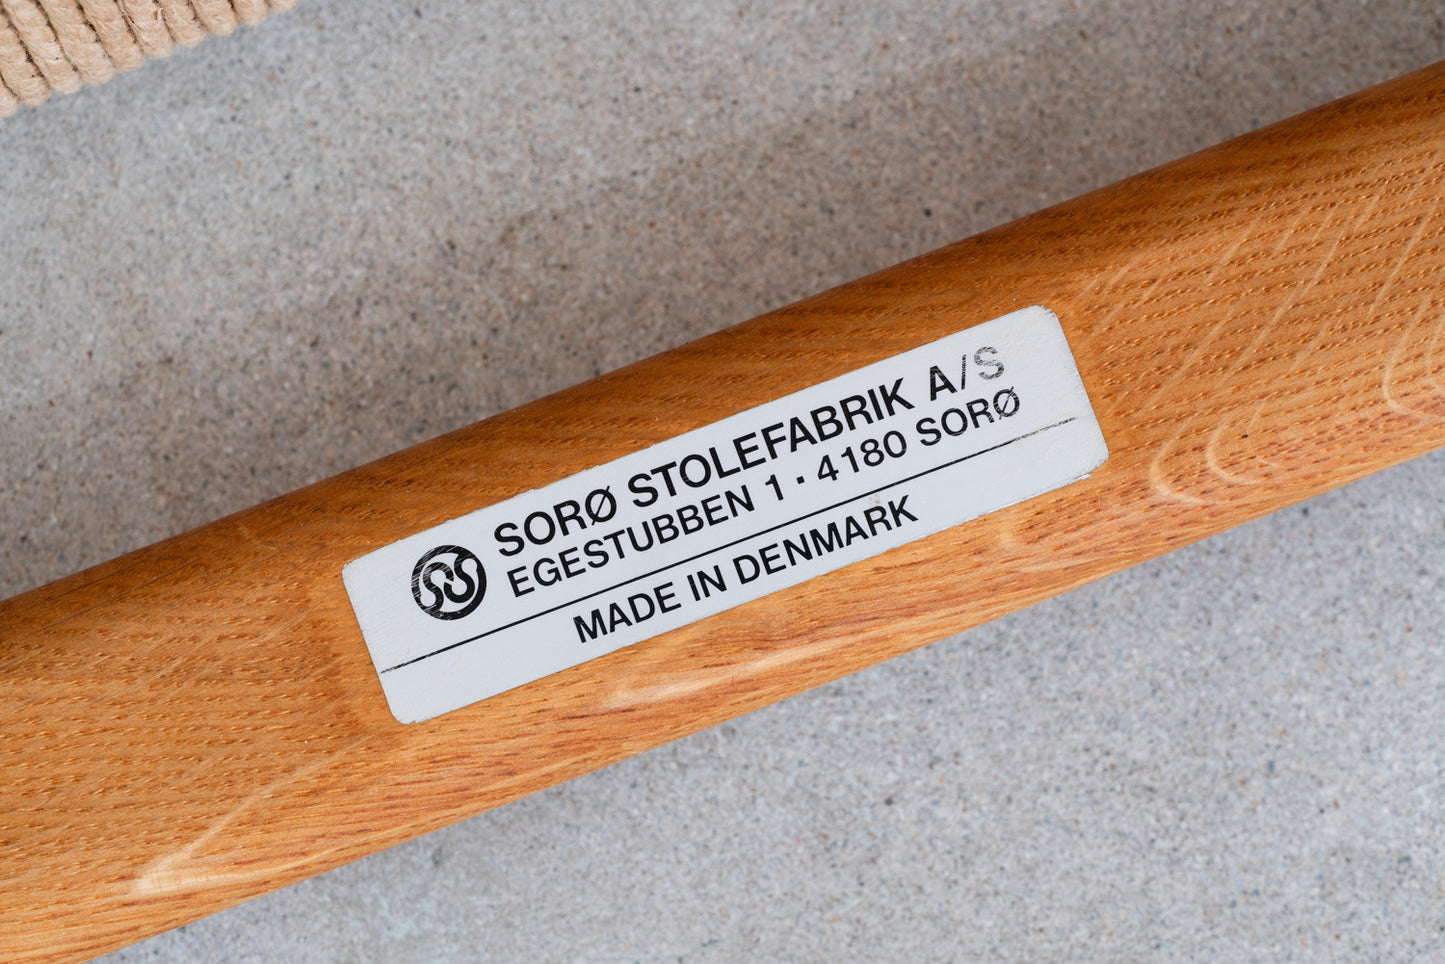 SORØ STOLEFABRIK A/S
EGESTUBBEN 1 · 4180 SORØ
MADE IN DENMARK